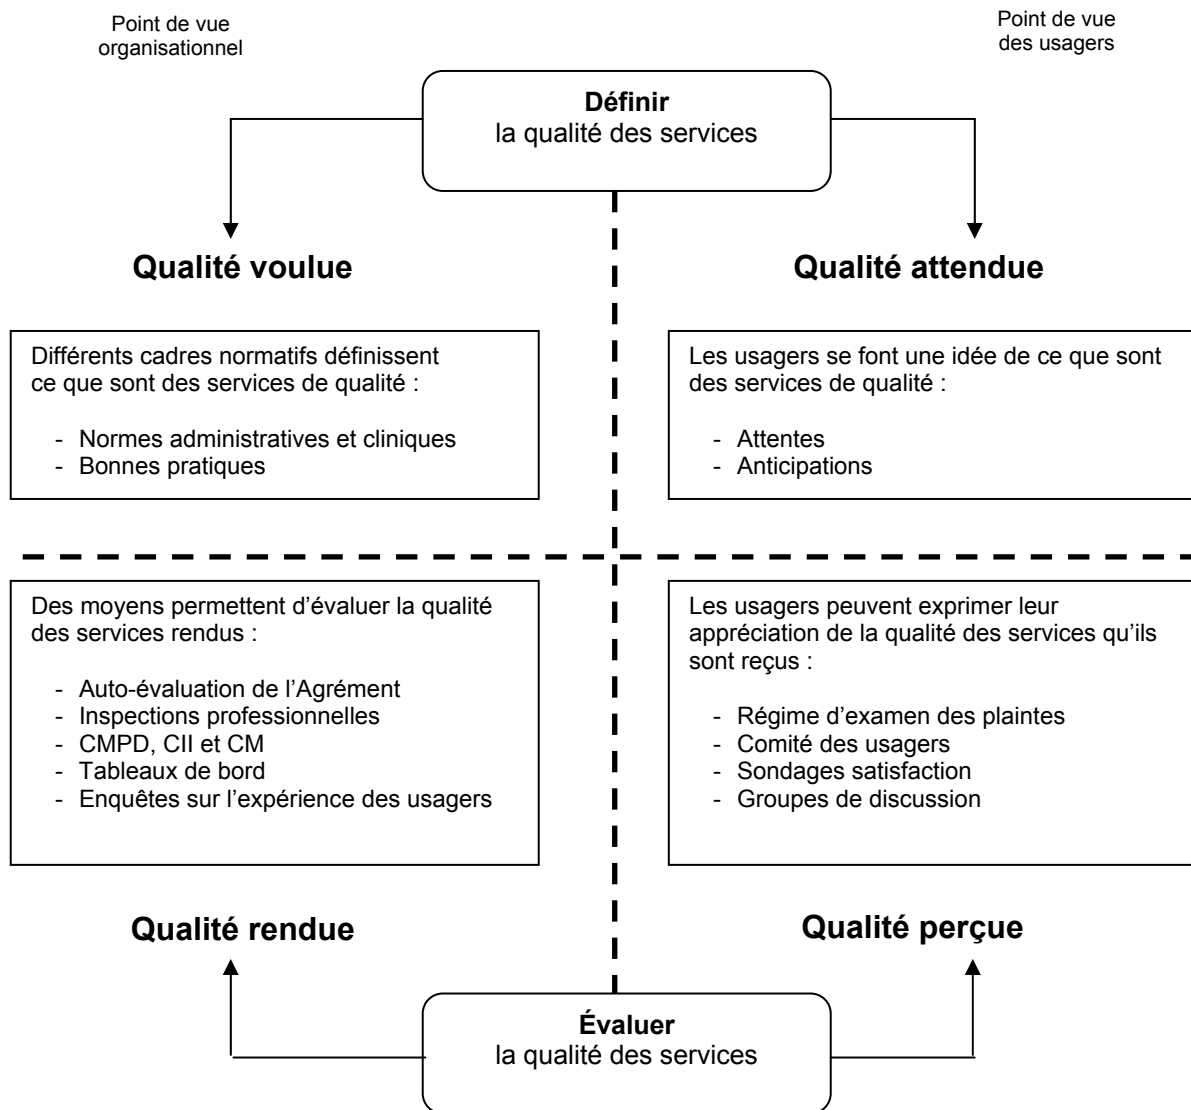 Point de vue
organisationnel
Point de vue
des usagers
Définir
la qualité des services
Qualité voulue
Qualité attendue
Différents cadres normatifs définissent
ce que sont des services de qualité :
- Normes administratives et cliniques
- Bonnes pratiques
Les usagers se font une idée de ce que sont
des services de qualité :
- Attentes
- Anticipations
Des moyens permettent d’évaluer la qualité
des services rendus :
- Auto-évaluation de l’Agrément
- Inspections professionnelles
- CMPD, CII et CM
- Tableaux de bord
- Enquêtes sur l’expérience des usagers
Les usagers peuvent exprimer leur
appréciation de la qualité des services qu’ils
sont reçus :
- Régime d’examen des plaintes
- Comité des usagers
- Sondages satisfaction
- Groupes de discussion
Qualité rendue
Qualité perçue
Évaluer
la qualité des services